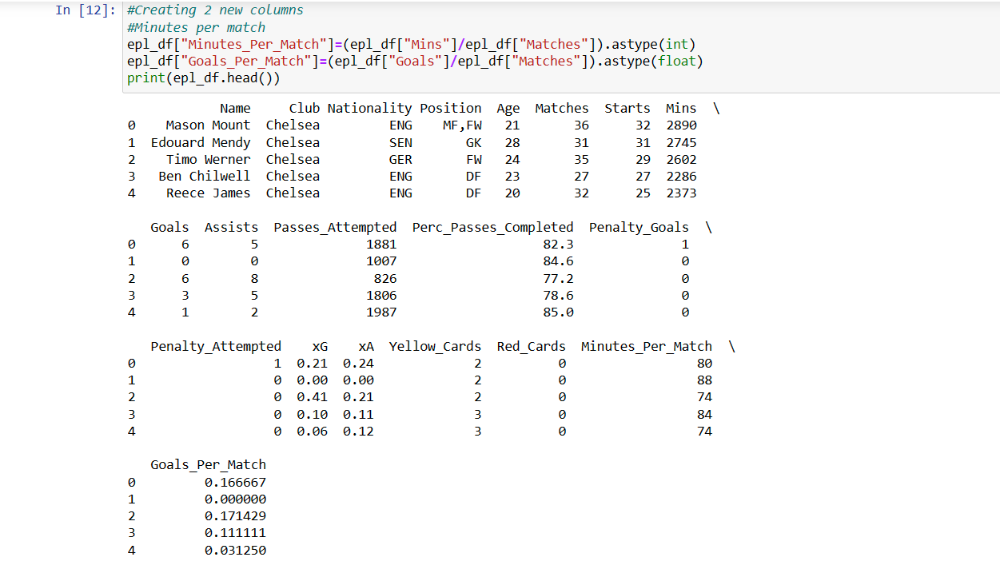 In [12]: #Creating 2 new columns
#Minutes per match
epl_df["Minutes_Per_Match"]=(epl_df["Mins"]/epl_df["Matches"]).astype(int)
epl_df["Goals_Per_Match"]=(epl_df["Goals"]/epl_df["Matches"]).astype(float)
print(epl_df.head())
Name Club Nationality Position Age Matches Starts Mins \
0 Mason Mount Chelsea ENG MF,FW 21 36 32 2890
1 Edouard Mendy Chelsea SEN GK 28 31 31 2745
2 Timo Werner Chelsea GER FW 24 35 29 2602
3 Ben Chilwell Chelsea ENG DF 23 27 27 2286
4 Reece James Chelsea ENG DF 20 32 25 2373
Goals Assists Passes_Attempted Perc_Passes_Completed Penalty_Goals \
0 6 5 1881 82.3 1
1 0 0 1007 84.6 0
2 6 8 826 77.2 0
3 3 5 1806 78.6 0
4 1 2 1987 85.0 0
Penalty_Attempted xG xA Yellow_Cards Red_Cards Minutes_Per_Match \
0 1 0.21 0.24 2 0 80
1 0 0.00 0.00 2 0 88
2 0 0.41 0.21 2 0 74
3 0 0.10 0.11 3 0 84
4 0 0.06 0.12 3 0 74
Goals_Per_Match
0 0.166667
1 0.000000
2 0.171429
3 0.111111
4 0.031250